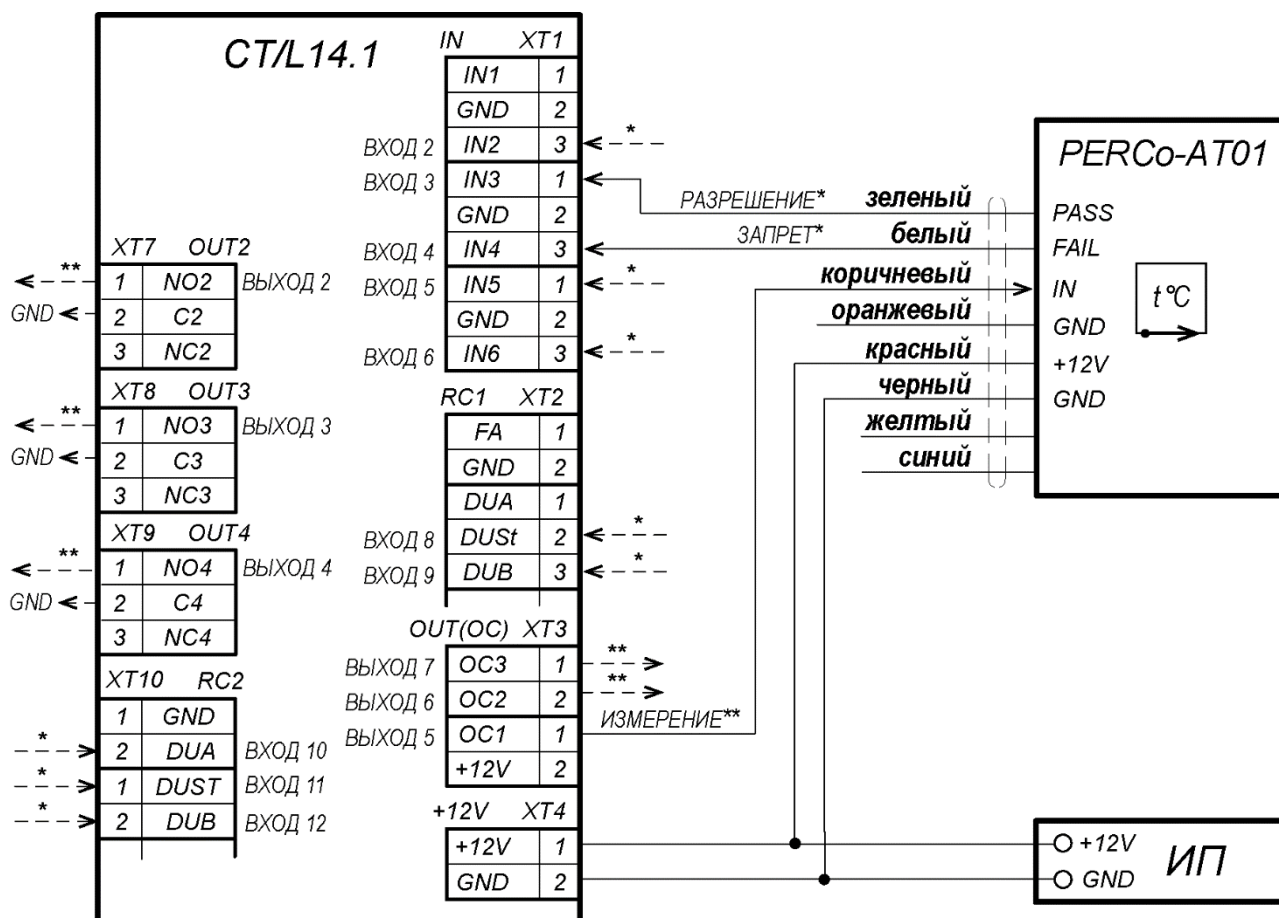 CT/L14.1
IN XT1
IN1 1
GND 2
ВХОД 2 IN2 3 *
ВХОД 3 IN3 1
GND 2
ВХОД 4 IN4 3
ВХОД 5 IN5 1 *
GND 2
ВХОД 6 IN6 3 *
RC1 XT2
FA 1
GND 2
DUA 1
ВХОД 8 DUSt 2 *
ВХОД 9 DUB 3 *
OUT(OC) XT3
ВЫХОД 7 OC3 1 **
ВЫХОД 6 OC2 2 **
ВЫХОД 5 OC1 1
+12V 2
+12V XT4
+12V 1
GND 2
XT7 OUT2
** 1 NO2 ВЫХОД 2
GND 2 C2
3 NC2
XT8 OUT3
** 1 NO3 ВЫХОД 3
GND 2 C3
3 NC3
XT9 OUT4
** 1 NO4 ВЫХОД 4
GND 2 C4
3 NC4
XT10 RC2
1 GND
* 2 DUA ВХОД 10
* 1 DUST ВХОД 11
* 2 DUB ВХОД 12
РАЗРЕШЕНИЕ* зеленый
ЗАПРЕТ* белый
коричневый
оранжевый
красный
черный
желтый
синий
ИЗМЕРЕНИЕ**
PERCo-AT01
PASS
FAIL
IN
GND
+12V
GND
t°C
+12V
GND
ИП